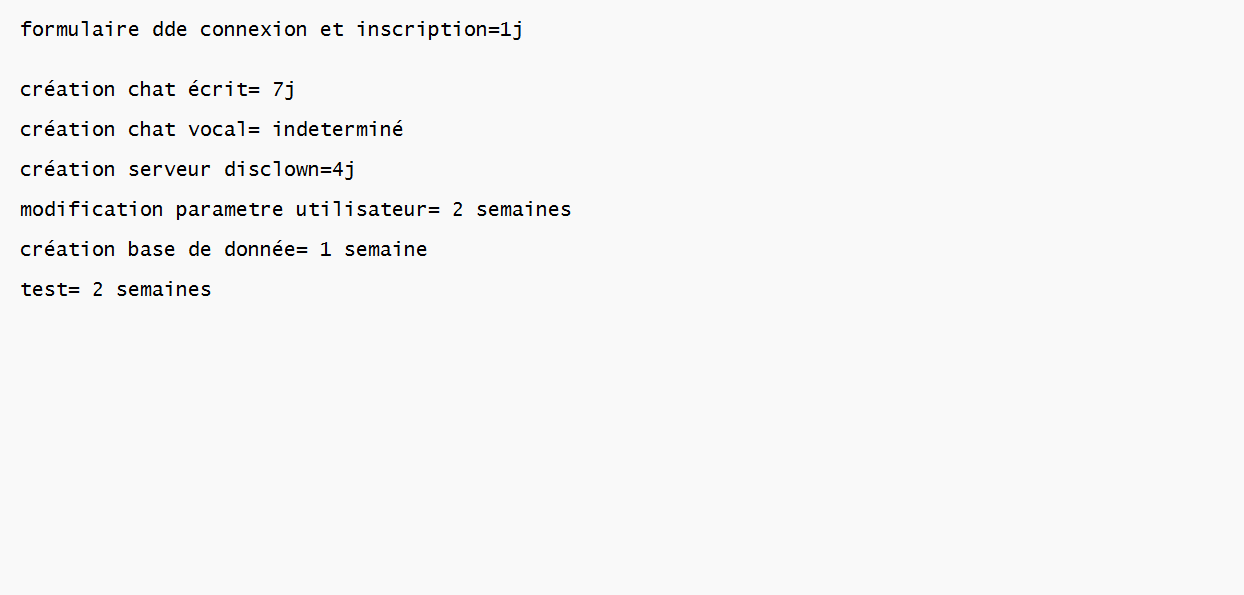 formulaire dde connexion et inscription=1j
création chat écrit= 7j
création chat vocal= indeterminé
création serveur disclown=4j
modification parametre utilisateur= 2 semaines
création base de donnée= 1 semaine
test= 2 semaines